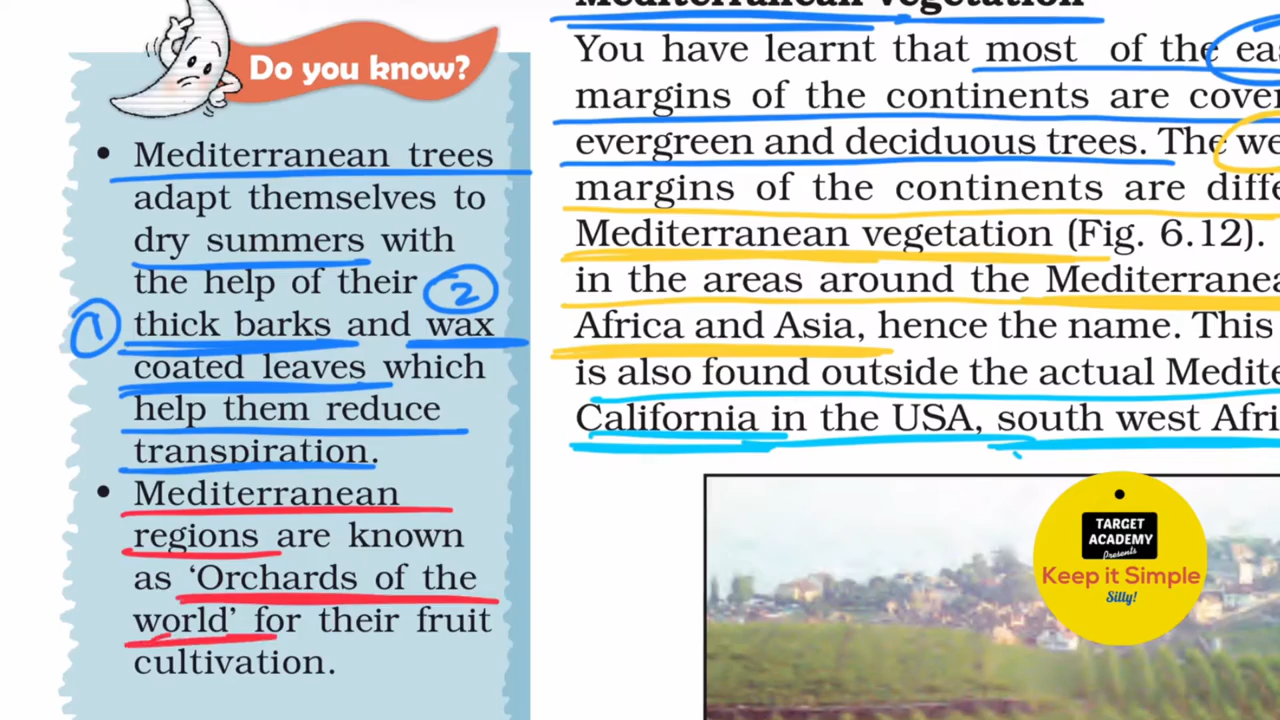 Do you know?
• Mediterranean trees
adapt themselves to
dry summers with
the help of their
thick barks and wax
coated leaves which
help them reduce
transpiration.
• Mediterranean
regions are known
as ‘Orchards of the
world’ for their fruit
cultivation.
1
2
Mediterranean vegetation
You have learnt that most of the
margins of the continents are
evergreen and deciduous trees. The
margins of the continents are
Mediterranean vegetation (Fig. 6.12).
in the areas around the
Africa and Asia, hence the name. This
is also found outside the actual
California in the USA, south west
TARGET
ACADEMY
Presents
Keep it Simple
Silly!